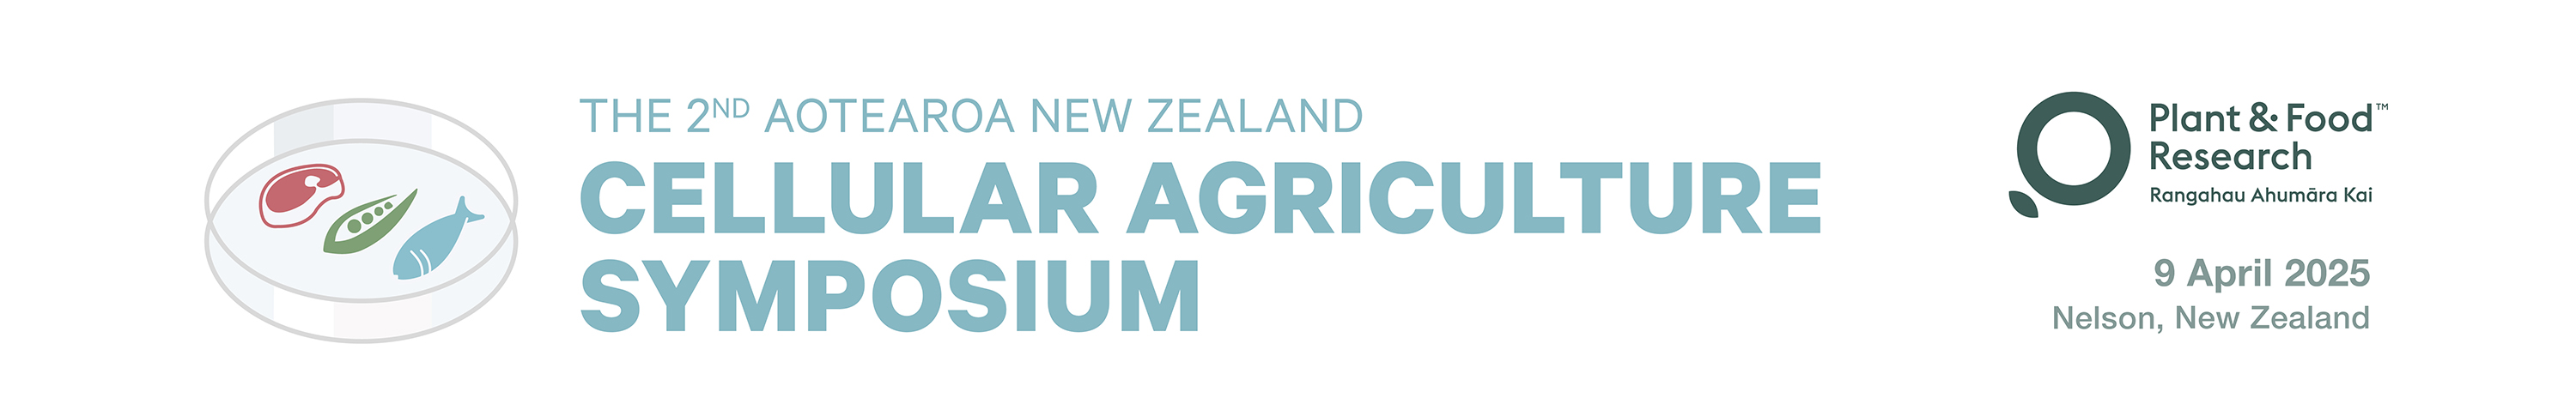 THE 2ND AOTEAROA NEW ZEALAND
CELLULAR AGRICULTURE
SYMPOSIUM
Plant & Food™
Research
Rangahau Ahumāra Kai
9 April 2025
Nelson, New Zealand